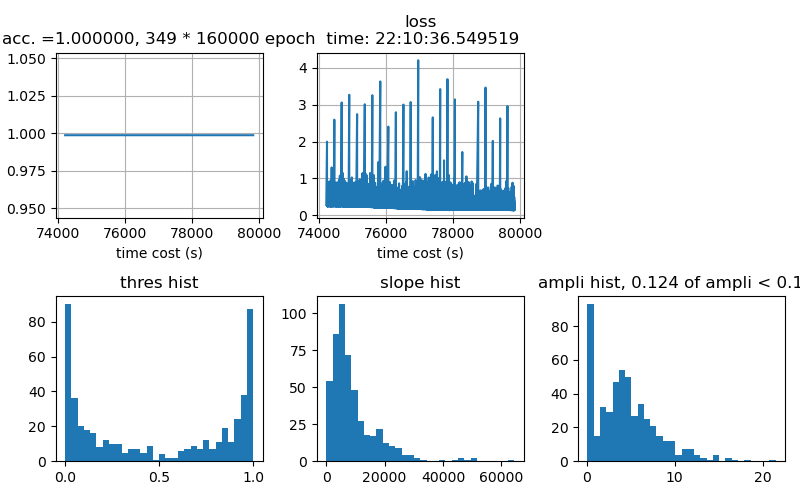 loss
acc. =1.000000, 349 * 160000 epoch time: 22:10:36.549519
1.050
1.025
1.000
0.975
0.950
74000 76000 78000 80000
time cost (s)
4
3
2
1
0
74000 76000 78000 80000
time cost (s)
thres hist
80
60
40
20
0
0.0 0.5 1.0
slope hist
100
75
50
25
0
0 20000 40000 60000
ampli hist, 0.124 of ampli < 0.1
80
60
40
20
0
0 10 20